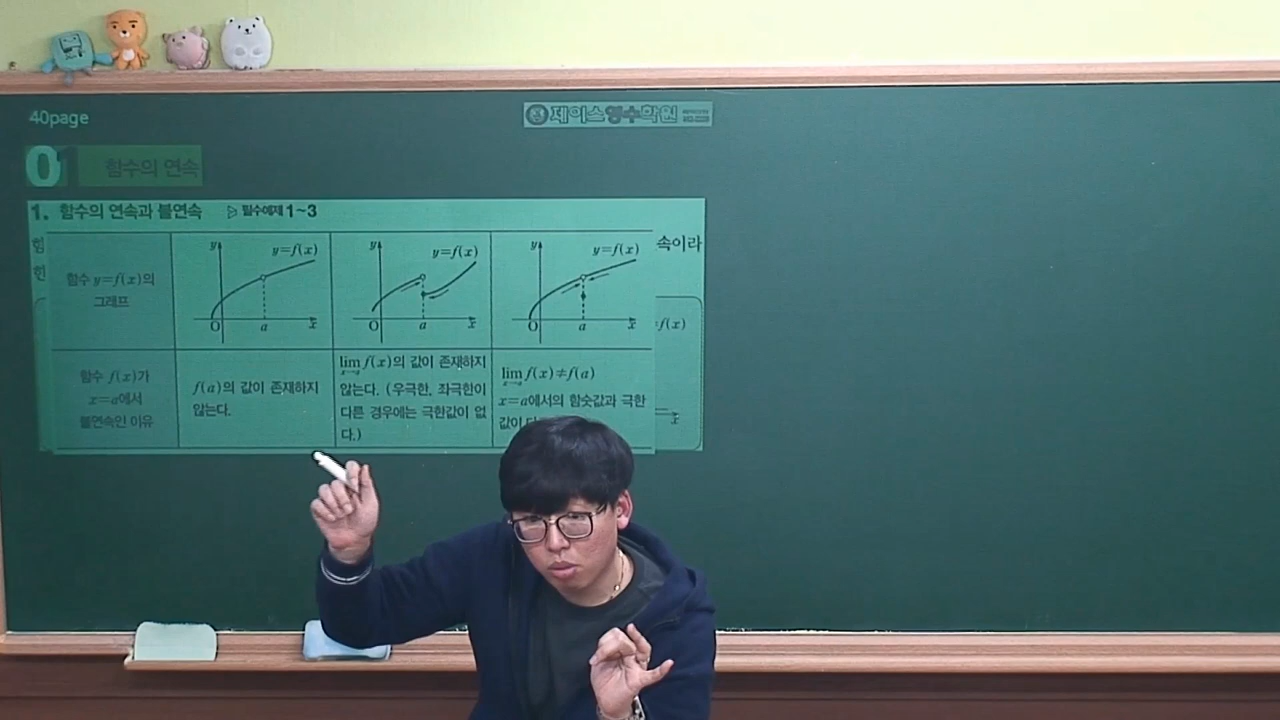 40page
제이스영수학원
01 함수의 연속
1. 함수의 연속과 불연속 ▷ 필수예제 1~3
속이라
함수 y=f(x)의
그래프
y y=f(x) O a x
y y=f(x) O a x
y y=f(x) O a x
=f(x)
x
함수 f(x)가
x=a에서
불연속인 이유
f(a)의 값이 존재하지
않는다.
lim f(x)의 값이 존재하지
x→a
않는다. (우극한, 좌극한이
다른 경우에는 극한값이 없
다.)
lim f(x)≠f(a)
x→a
x=a에서의 함숫값과 극한
값이